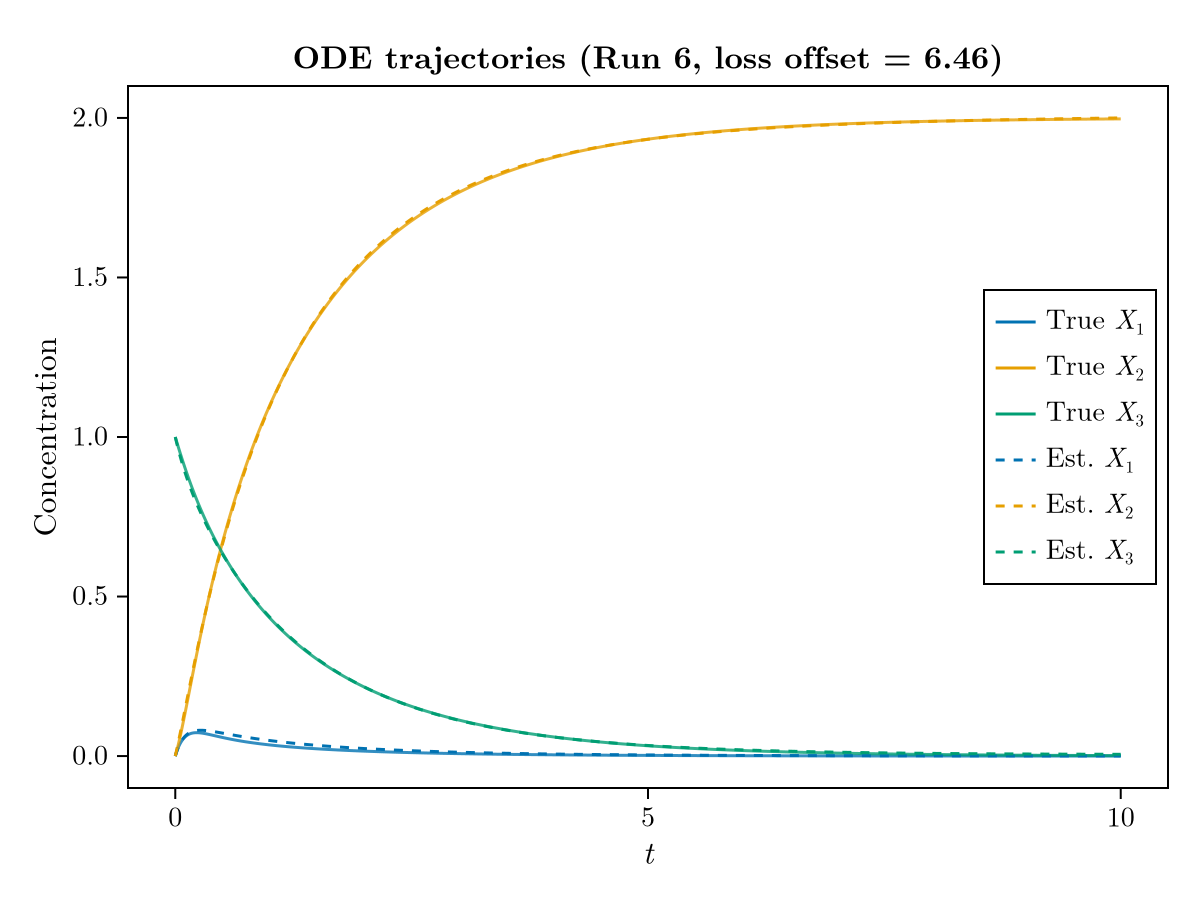 ODE trajectories (Run 6, loss offset = 6.46)
2.0
1.5
1.0
0.5
0.0
Concentration
True X₁
True X₂
True X₃
Est. X₁
Est. X₂
Est. X₃
0 5 10
t